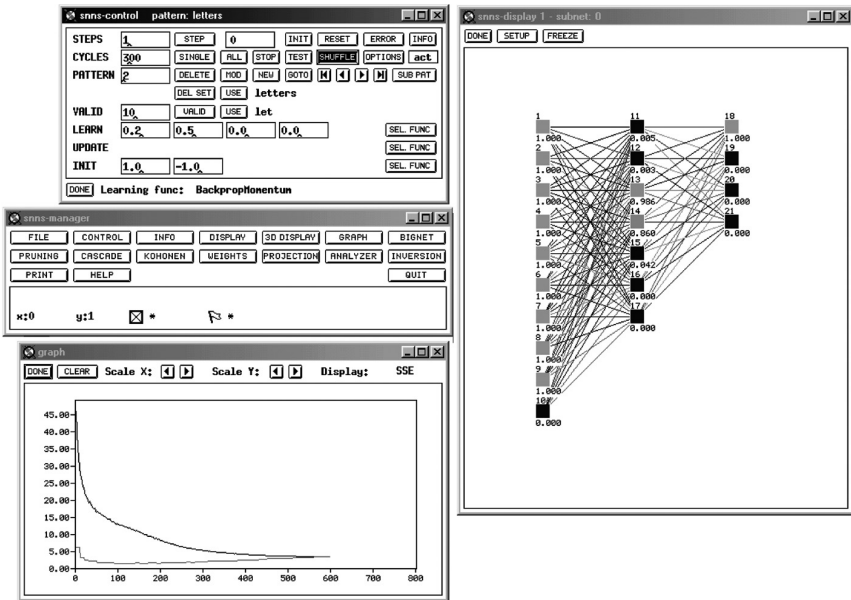 snns-control pattern: letters
STEPS 1 STEP 0 INIT RESET ERROR INFO
CYCLES 300 SINGLE ALL STOP TEST SHUFFLE OPTIONS act
PATTERN 2 DELETE MOD NEW GOTO SUB PAT
DEL SET USE letters
VALID 10 VALID USE let
LEARN 0.2 0.5 0.0 0.0 SEL. FUNC
UPDATE SEL. FUNC
INIT 1.0 -1.0 SEL. FUNC
DONE Learning func: BackpropMomentum
snns-manager
FILE CONTROL INFO DISPLAY 3D DISPLAY GRAPH BIGNET
PRUNING CASCADE KOHONEN WEIGHTS PROJECTION ANALYZER INVERSION
PRINT HELP QUIT
x:0 y:1 * *
graph
DONE CLEAR Scale X: Scale Y: Display: SSE
45.00
40.00
35.00
30.00
25.00
20.00
15.00
10.00
5.00
0.00
0 100 200 300 400 500 600 700 800
snns-display 1 - subnet: 0
DONE SETUP FREEZE
1 11 18
1.000 0.005 1.000
2 12 19
1.000 0.003 0.000
3 13 20
1.000 0.986 0.000
4 14 21
1.000 0.860 0.000
5 15
1.000 0.042
6 16
1.000 0.000
7 17
1.000 0.000
8
1.000
9
1.000
10
0.000